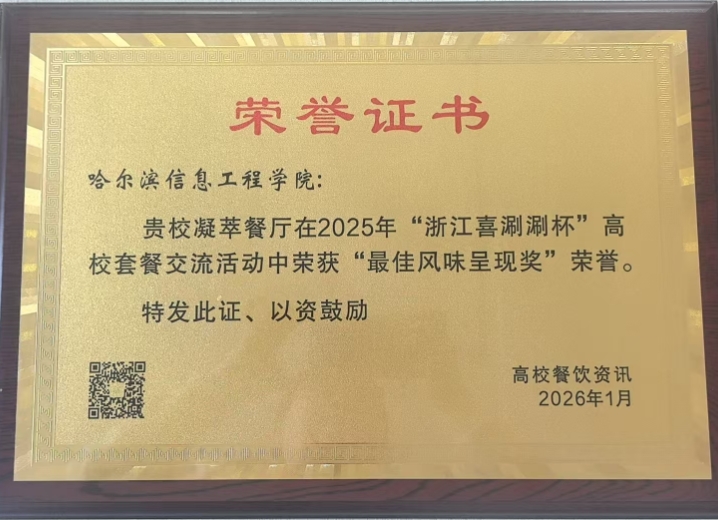 荣誉证书
哈尔滨信息工程学院:
贵校凝萃餐厅在2025年“浙江喜涮涮杯”高
校套餐交流活动中荣获“最佳风味呈现奖”荣誉。
特发此证、以资鼓励
高校餐饮资讯
2026年1月